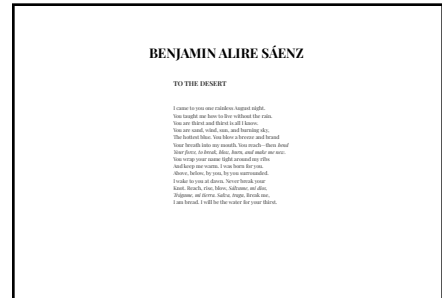 BENJAMIN ALIRE SÁENZ
TO THE DESERT
I came to you one rainless August night.
You taught me how to live without the rain.
You are thirst and thirst is all I know.
You are sand, wind, sun, and burning sky,
The hottest blue. You blow a breeze and brand
Your breath into my mouth. You reach—then bend
Your force, to break, blow, burn, and make me new.
You wrap your name tight around my ribs
And keep me warm. I was born for you.
Above, below, by you, by you surrounded.
I wake to you at dawn. Never break your
Knot. Reach, rise, blow, Sálvame, mi dios,
Trágame, mi tierra. Salva, traga, Break me,
I am bread. I will be the water for your thirst.